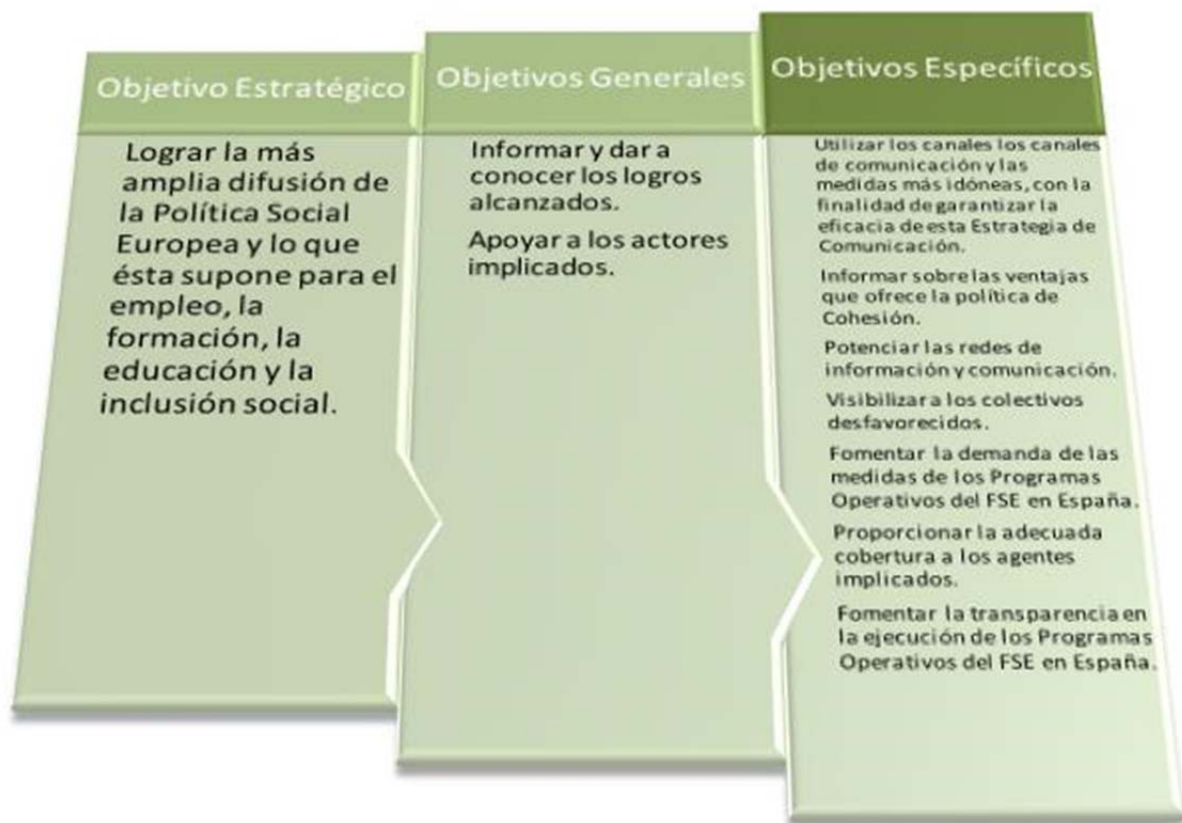 Objetivo Estratégico
Lograr la más
amplia difusión de
la Política Social
Europea y lo que
ésta supone para el
empleo, la
formación, la
educación y la
inclusión social.
Objetivos Generales
Informar y dar a
conocer los logros
alcanzados.
Apoyar a los actores
implicados.
Objetivos Específicos
Utilizar los canales los canales
de comunicación y las
medidas más idóneas, con la
finalidad de garantizar la
eficacia de esta Estrategia de
Comunicación.
Informar sobre las ventajas
que ofrece la política de
Cohesión.
Potenciar las redes de
información y comunicación.
Visibilizar a los colectivos
desfavorecidos.
Fomentar la demanda de las
medidas de los Programas
Operativos del FSE en España.
Proporcionar la adecuada
cobertura a los agentes
implicados.
Fomentar la transparencia en
la ejecución de los Programas
Operativos del FSE en España.